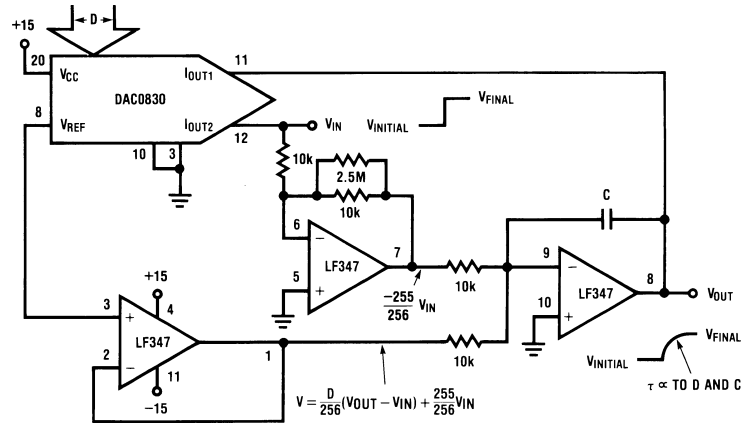 D
+15
20
VCC
IOUT1
11
DAC0830
8
VREF
IOUT2
12
VIN
10
3
VINITIAL
VFINAL
10k
2.5M
10k
6
−
5
+
LF347
7
−255/256 VIN
10k
C
9
−
10
+
LF347
8
VOUT
+15
3
+
4
LF347
2
−
11
−15
1
10k
V = D/256 (VOUT − VIN) + 255/256 VIN
VINITIAL
VFINAL
τ ∝ TO D AND C